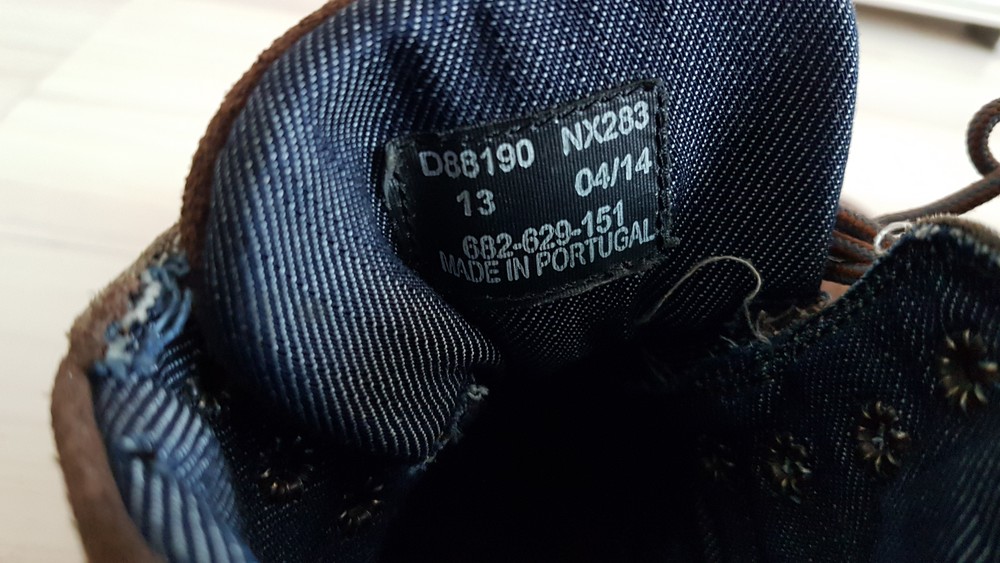 D88190 NX283
13 04/14
682-629-151
MADE IN PORTUGAL